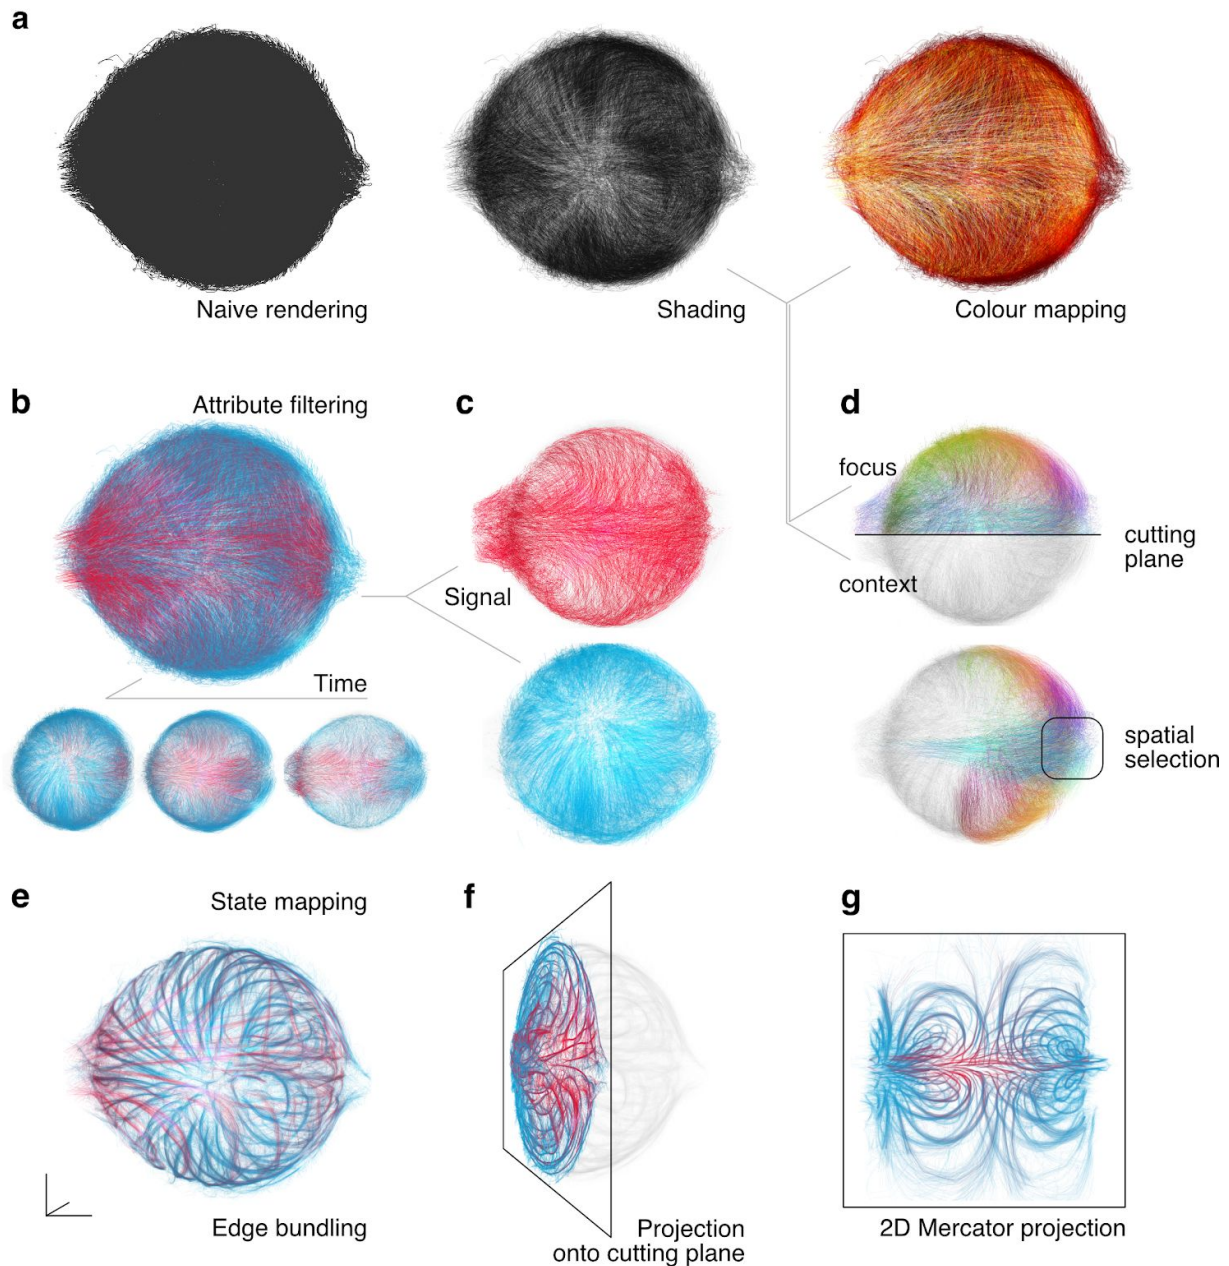 a
Naive rendering
Shading
Colour mapping
b
Attribute filtering
Time
c
Signal
d
focus
context
cutting
plane
spatial
selection
e
State mapping
Edge bundling
f
Projection
onto cutting plane
g
2D Mercator projection